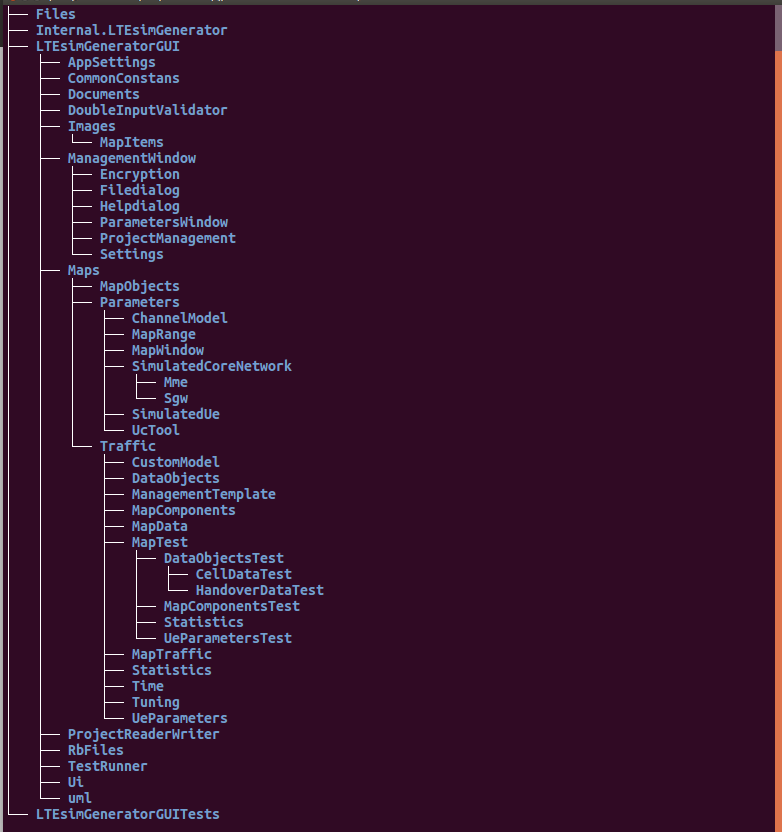 ├── Files
├── Internal.LTEsimGenerator
├── LTEsimGeneratorGUI
│   ├── AppSettings
│   ├── CommonConstans
│   ├── Documents
│   ├── DoubleInputValidator
│   ├── Images
│   │   └── MapItems
│   ├── ManagementWindow
│   │   ├── Encryption
│   │   ├── Filedialog
│   │   ├── Helpdialog
│   │   ├── ParametersWindow
│   │   ├── ProjectManagement
│   │   └── Settings
│   ├── Maps
│   │   ├── MapObjects
│   │   ├── Parameters
│   │   │   ├── ChannelModel
│   │   │   ├── MapRange
│   │   │   ├── MapWindow
│   │   │   ├── SimulatedCoreNetwork
│   │   │   │   ├── Mme
│   │   │   │   └── Sgw
│   │   │   ├── SimulatedUe
│   │   │   └── UcTool
│   │   └── Traffic
│   │       ├── CustomModel
│   │       ├── DataObjects
│   │       ├── ManagementTemplate
│   │       ├── MapComponents
│   │       ├── MapData
│   │       ├── MapTest
│   │       │   ├── DataObjectsTest
│   │       │   │   ├── CellDataTest
│   │       │   │   └── HandoverDataTest
│   │       │   ├── MapComponentsTest
│   │       │   ├── Statistics
│   │       │   └── UeParametersTest
│   │       ├── MapTraffic
│   │       ├── Statistics
│   │       ├── Time
│   │       ├── Tuning
│   │       └── UeParameters
│   ├── ProjectReaderWriter
│   ├── RbFiles
│   ├── TestRunner
│   ├── Ui
│   └── uml
└── LTEsimGeneratorGUITests